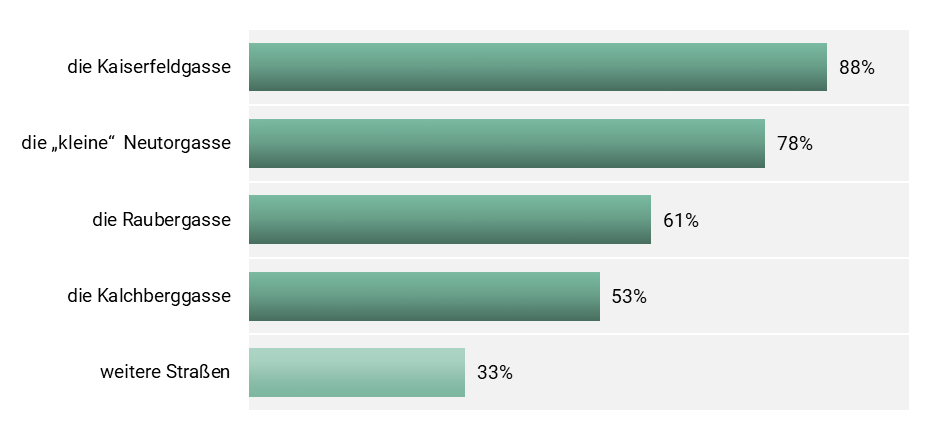 die Kaiserfeldgasse 88%
die „kleine“  Neutorgasse 78%
die Raubergasse 61%
die Kalchberggasse 53%
weitere Straßen 33%